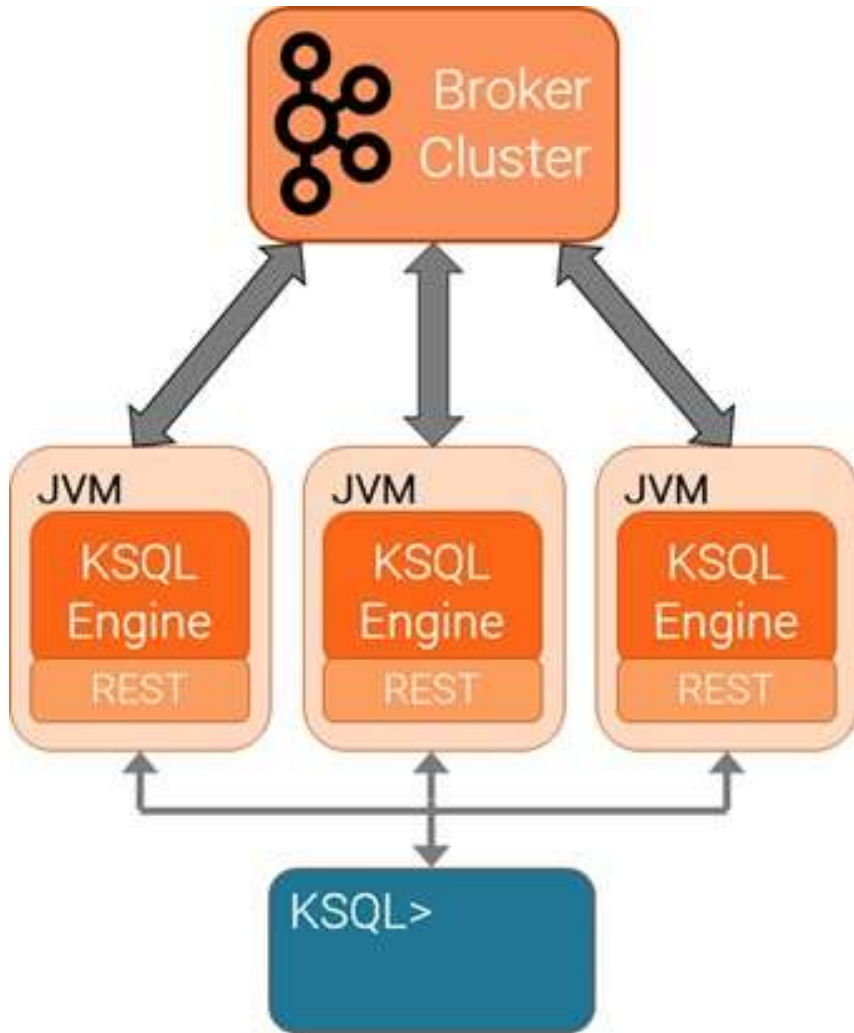 Broker
Cluster
JVM
KSQL
Engine
REST
JVM
KSQL
Engine
REST
JVM
KSQL
Engine
REST
KSQL>